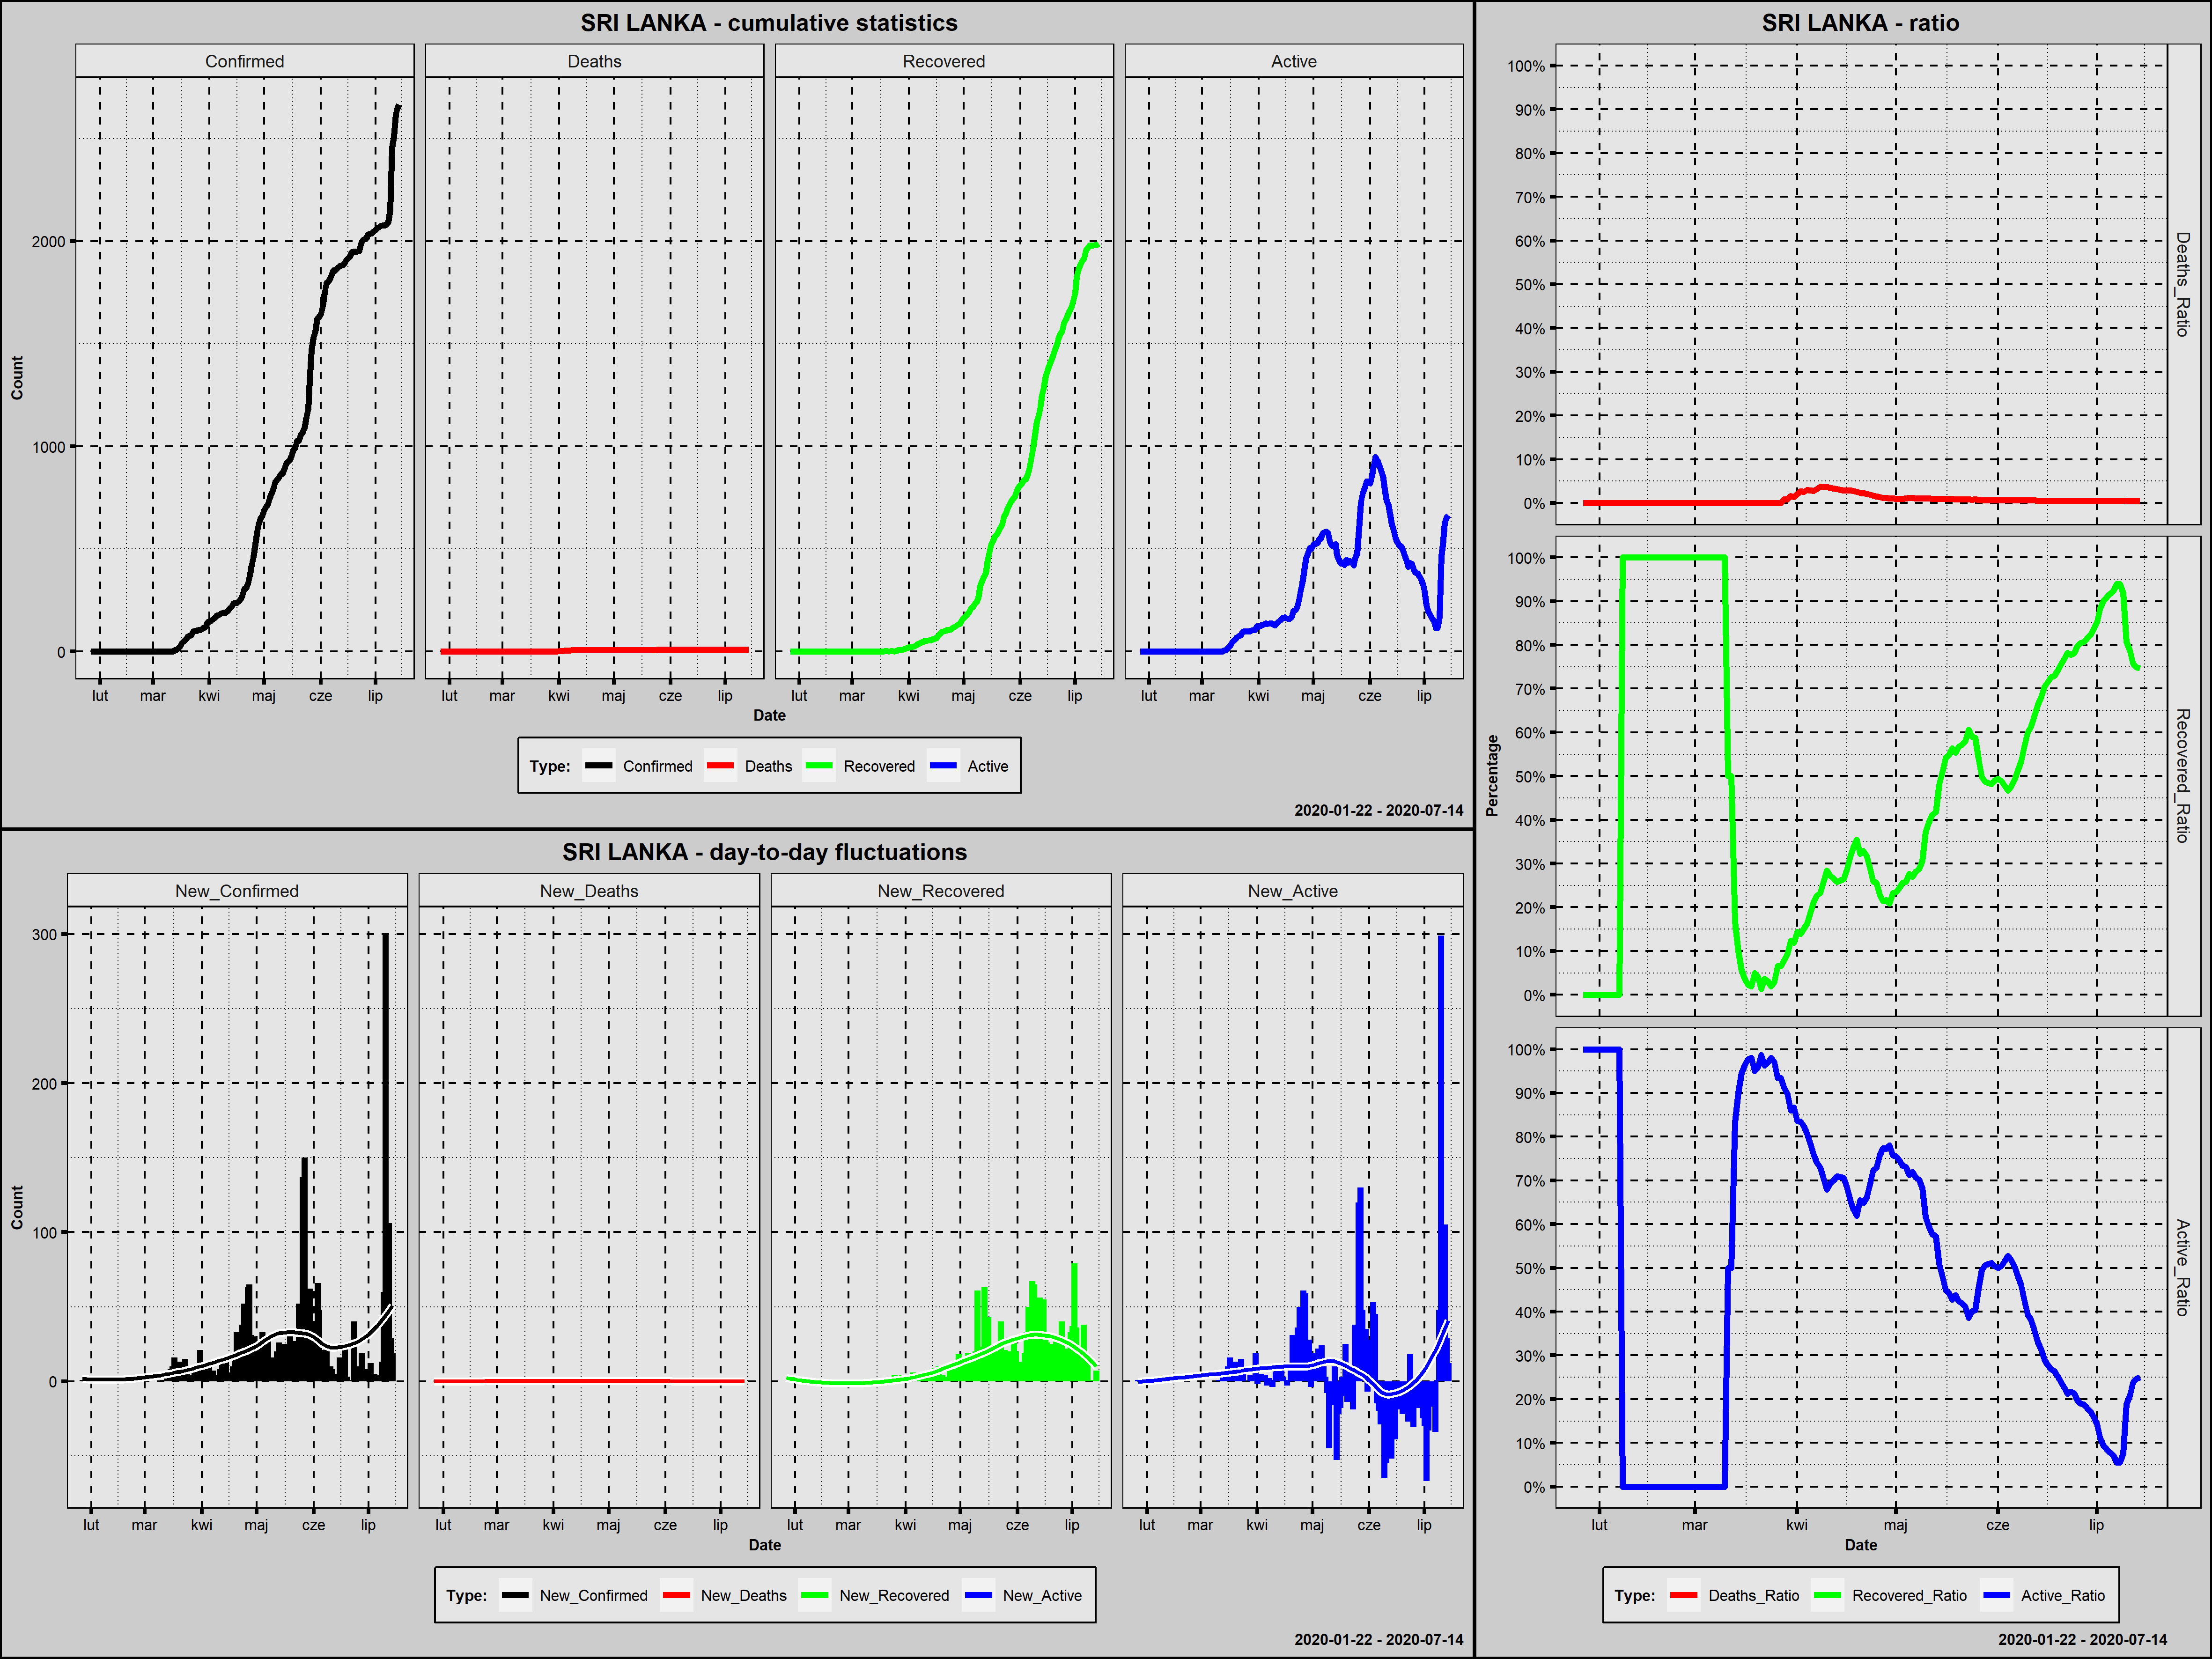 SRI LANKA - cumulative statistics
Confirmed Deaths Recovered Active
Count
2000
1000
0
lut mar kwi maj cze lip lut mar kwi maj cze lip lut mar kwi maj cze lip lut mar kwi maj cze lip
Date
Type: Confirmed Deaths Recovered Active
2020-01-22 - 2020-07-14
SRI LANKA - day-to-day fluctuations
New_Confirmed New_Deaths New_Recovered New_Active
Count
300
200
100
0
lut mar kwi maj cze lip lut mar kwi maj cze lip lut mar kwi maj cze lip lut mar kwi maj cze lip
Date
Type: New_Confirmed New_Deaths New_Recovered New_Active
2020-01-22 - 2020-07-14
SRI LANKA - ratio
Percentage
100%
90%
80%
70%
60%
50%
40%
30%
20%
10%
0%
Deaths_Ratio
100%
90%
80%
70%
60%
50%
40%
30%
20%
10%
0%
Recovered_Ratio
100%
90%
80%
70%
60%
50%
40%
30%
20%
10%
0%
Active_Ratio
lut mar kwi maj cze lip
Date
Type: Deaths_Ratio Recovered_Ratio Active_Ratio
2020-01-22 - 2020-07-14